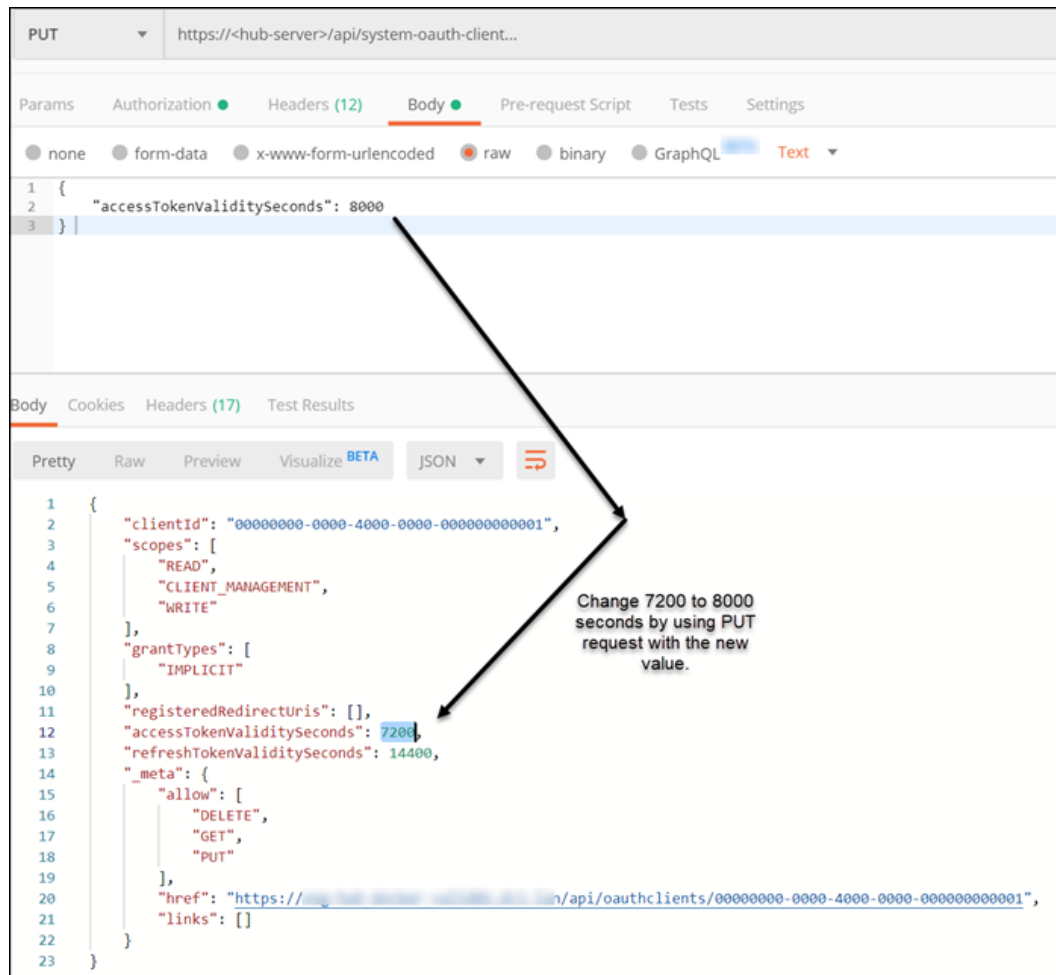 PUT https://<hub-server>/api/system-oauth-client...
Params Authorization Headers (12) Body Pre-request Script Tests Settings
none form-data x-www-form-urlencoded raw binary GraphQL Text
1 {
2 "accessTokenValiditySeconds": 8000
3 }
Body Cookies Headers (17) Test Results
Pretty Raw Preview Visualize BETA JSON
1 {
2 "clientId": "00000000-0000-4000-0000-000000000001",
3 "scopes": [
4 "READ",
5 "CLIENT_MANAGEMENT",
6 "WRITE"
7 ],
8 "grantTypes": [
9 "IMPLICIT"
10 ],
11 "registeredRedirectUris": [],
12 "accessTokenValiditySeconds": 7200,
13 "refreshTokenValiditySeconds": 14400,
14 "_meta": {
15 "allow": [
16 "DELETE",
17 "GET",
18 "PUT"
19 ],
20 "href": "https:// n/api/oauthclients/00000000-0000-4000-0000-000000000001",
21 "links": []
22 }
23 }
Change 7200 to 8000
seconds by using PUT
request with the new
value.